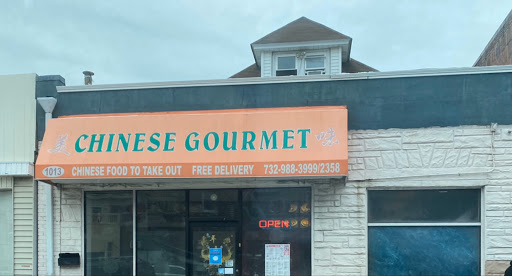 CHINESE GOURMET
1013 CHINESE FOOD TO TAKE OUT FREE DELIVERY 732-988-3999/2358
OPEN